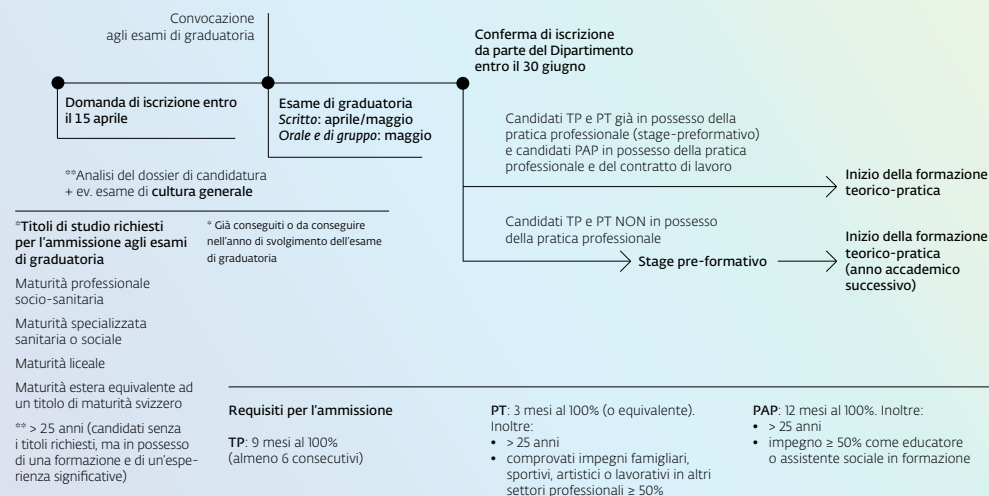 Convocazione
agli esami di graduatoria
Conferma di iscrizione
da parte del Dipartimento
entro il 30 giugno
Domanda di iscrizione entro
il 15 aprile
Esame di graduatoria
Scritto: aprile/maggio
Orale e di gruppo: maggio
Candidati TP e PT già in possesso della
pratica professionale (stage-preformativo)
e candidati PAP in possesso della pratica
professionale e del contratto di lavoro
**Analisi del dossier di candidatura
+ ev. esame di cultura generale
Inizio della formazione
teorico-pratica
*Titoli di studio richiesti
per l'ammissione agli esami
di graduatoria
* Già conseguiti o da conseguire
nell'anno di svolgimento dell'esame
di graduatoria
Candidati TP e PT NON in possesso
della pratica professionale
Stage pre-formativo
Inizio della formazione
teorico-pratica
(anno accademico
successivo)
Maturità professionale
socio-sanitaria
Maturità specializzata
sanitaria o sociale
Maturità liceale
Maturità estera equivalente ad
un titolo di maturità svizzero
** > 25 anni (candidati senza
i titoli richiesti, ma in possesso
di una formazione e di un'espe-
rienza significative)
Requisiti per l'ammissione
TP: 9 mesi al 100%
(almeno 6 consecutivi)
PT: 3 mesi al 100% (o equivalente).
Inoltre:
• > 25 anni
• comprovati impegni famigliari,
sportivi, artistici o lavorativi in altri
settori professionali ≥ 50%
PAP: 12 mesi al 100%. Inoltre:
• > 25 anni
• impegno ≥ 50% come educatore
o assistente sociale in formazione